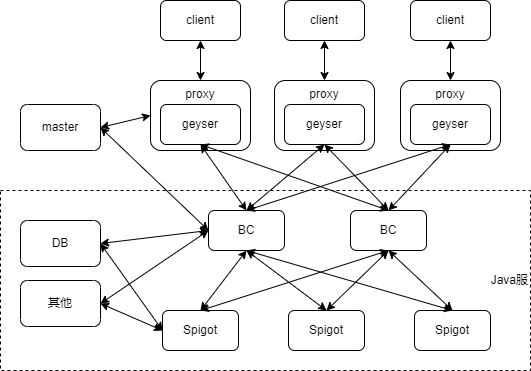 client
client
client
proxy
proxy
proxy
geyser
geyser
geyser
master
BC
BC
DB
Java服
其他
Spigot
Spigot
Spigot